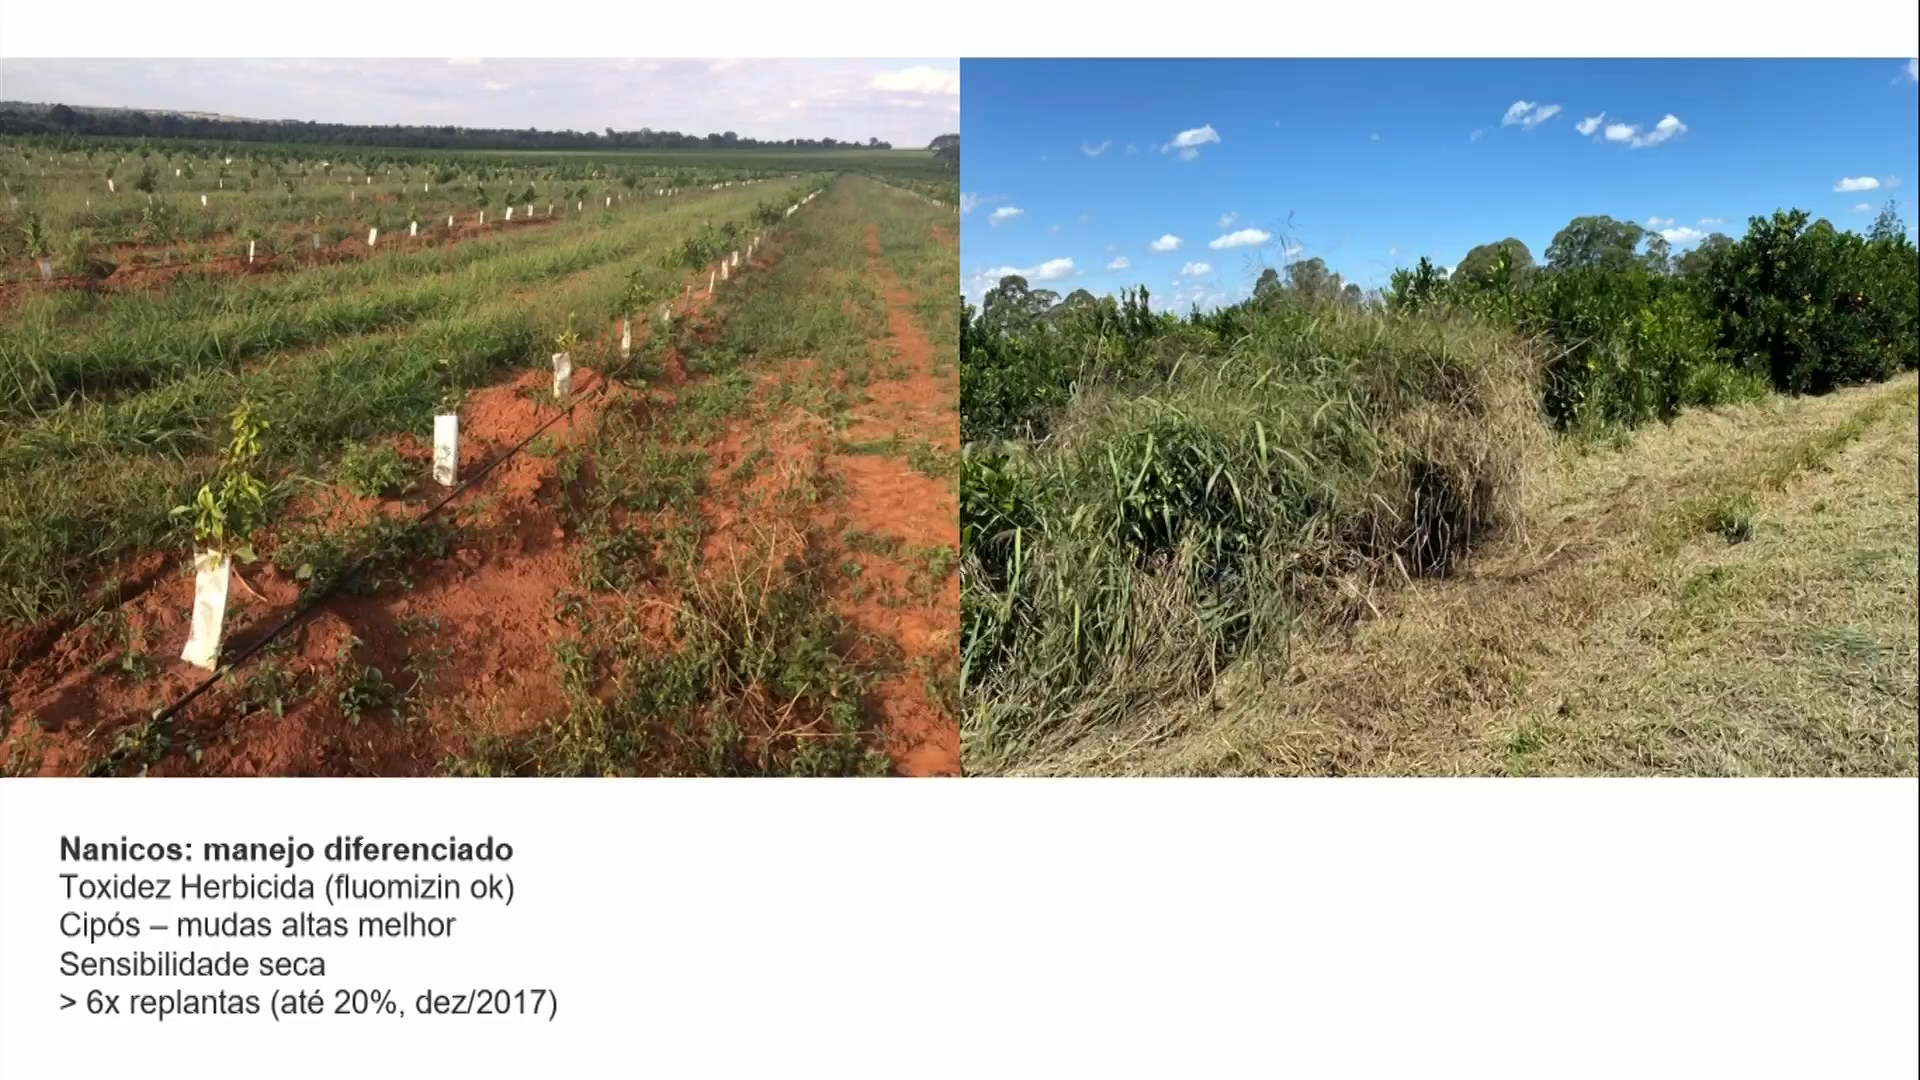 Nanicos: manejo diferenciado
Toxidez Herbicida (fluomizin ok)
Cipós – mudas altas melhor
Sensibilidade seca
> 6x replantas (até 20%, dez/2017)